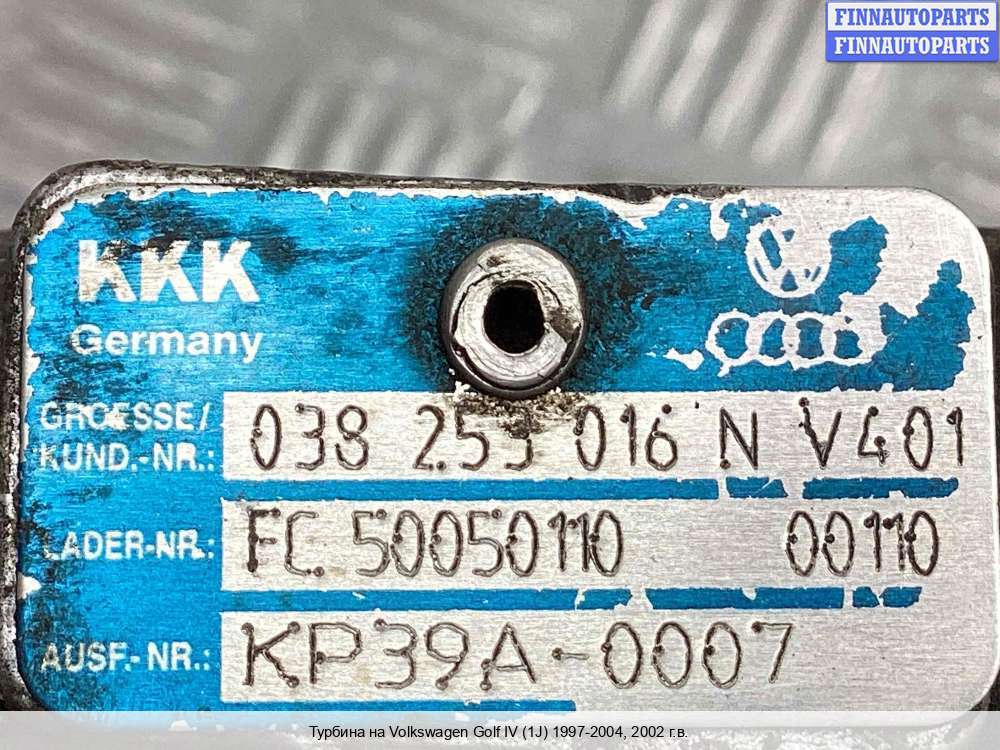 FINNAUTOPARTS
FINNAUTOPARTS
KKK
Germany
GROESSE/
KUND.-NR.: 038 253 016 N V401
LADER-NR.: FC 50050110 00110
AUSF.-NR.: KP39A-0007
Турбина на Volkswagen Golf IV (1J) 1997-2004, 2002 г.в.